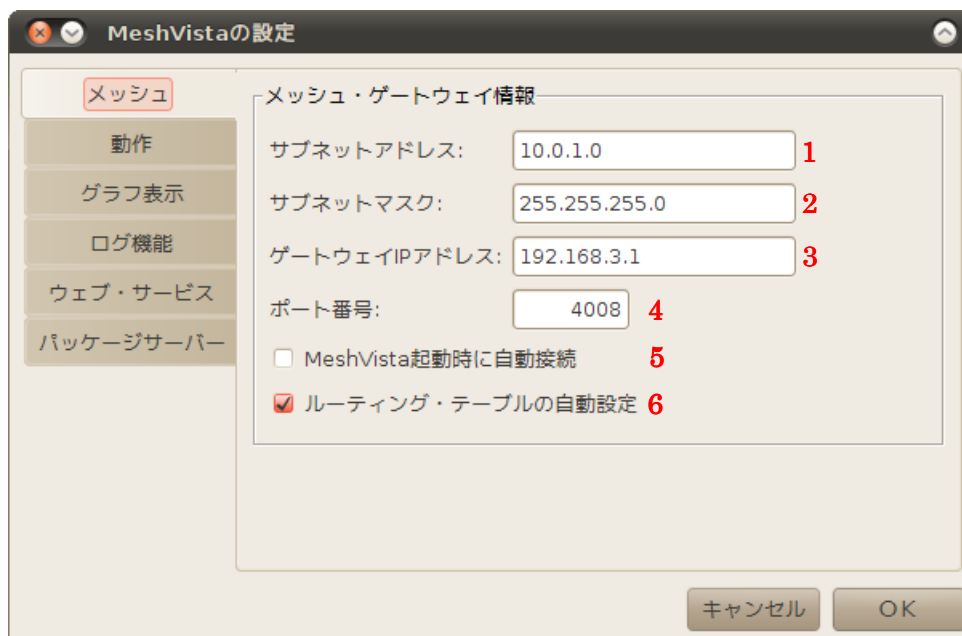 MeshVistaの設定
メッシュ
動作
グラフ表示
ログ機能
ウェブ・サービス
パッケージサーバー
メッシュ・ゲートウェイ情報
サブネットアドレス: 10.0.1.0 1
サブネットマスク: 255.255.255.0 2
ゲートウェイIPアドレス: 192.168.3.1 3
ポート番号: 4008 4
MeshVista起動時に自動接続 5
ルーティング・テーブルの自動設定 6
キャンセル OK